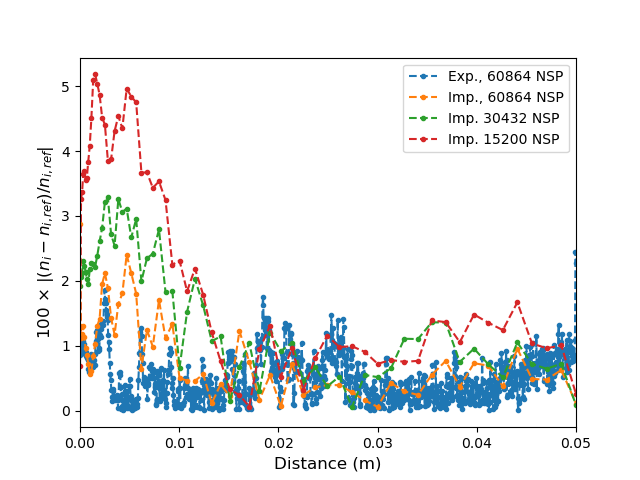 Exp., 60864 NSP
Imp., 60864 NSP
Imp. 30432 NSP
Imp. 15200 NSP
100 × |(n_i − n_{i,ref})/n_{i,ref}|
5
4
3
2
1
0
0.00 0.01 0.02 0.03 0.04 0.05
Distance (m)